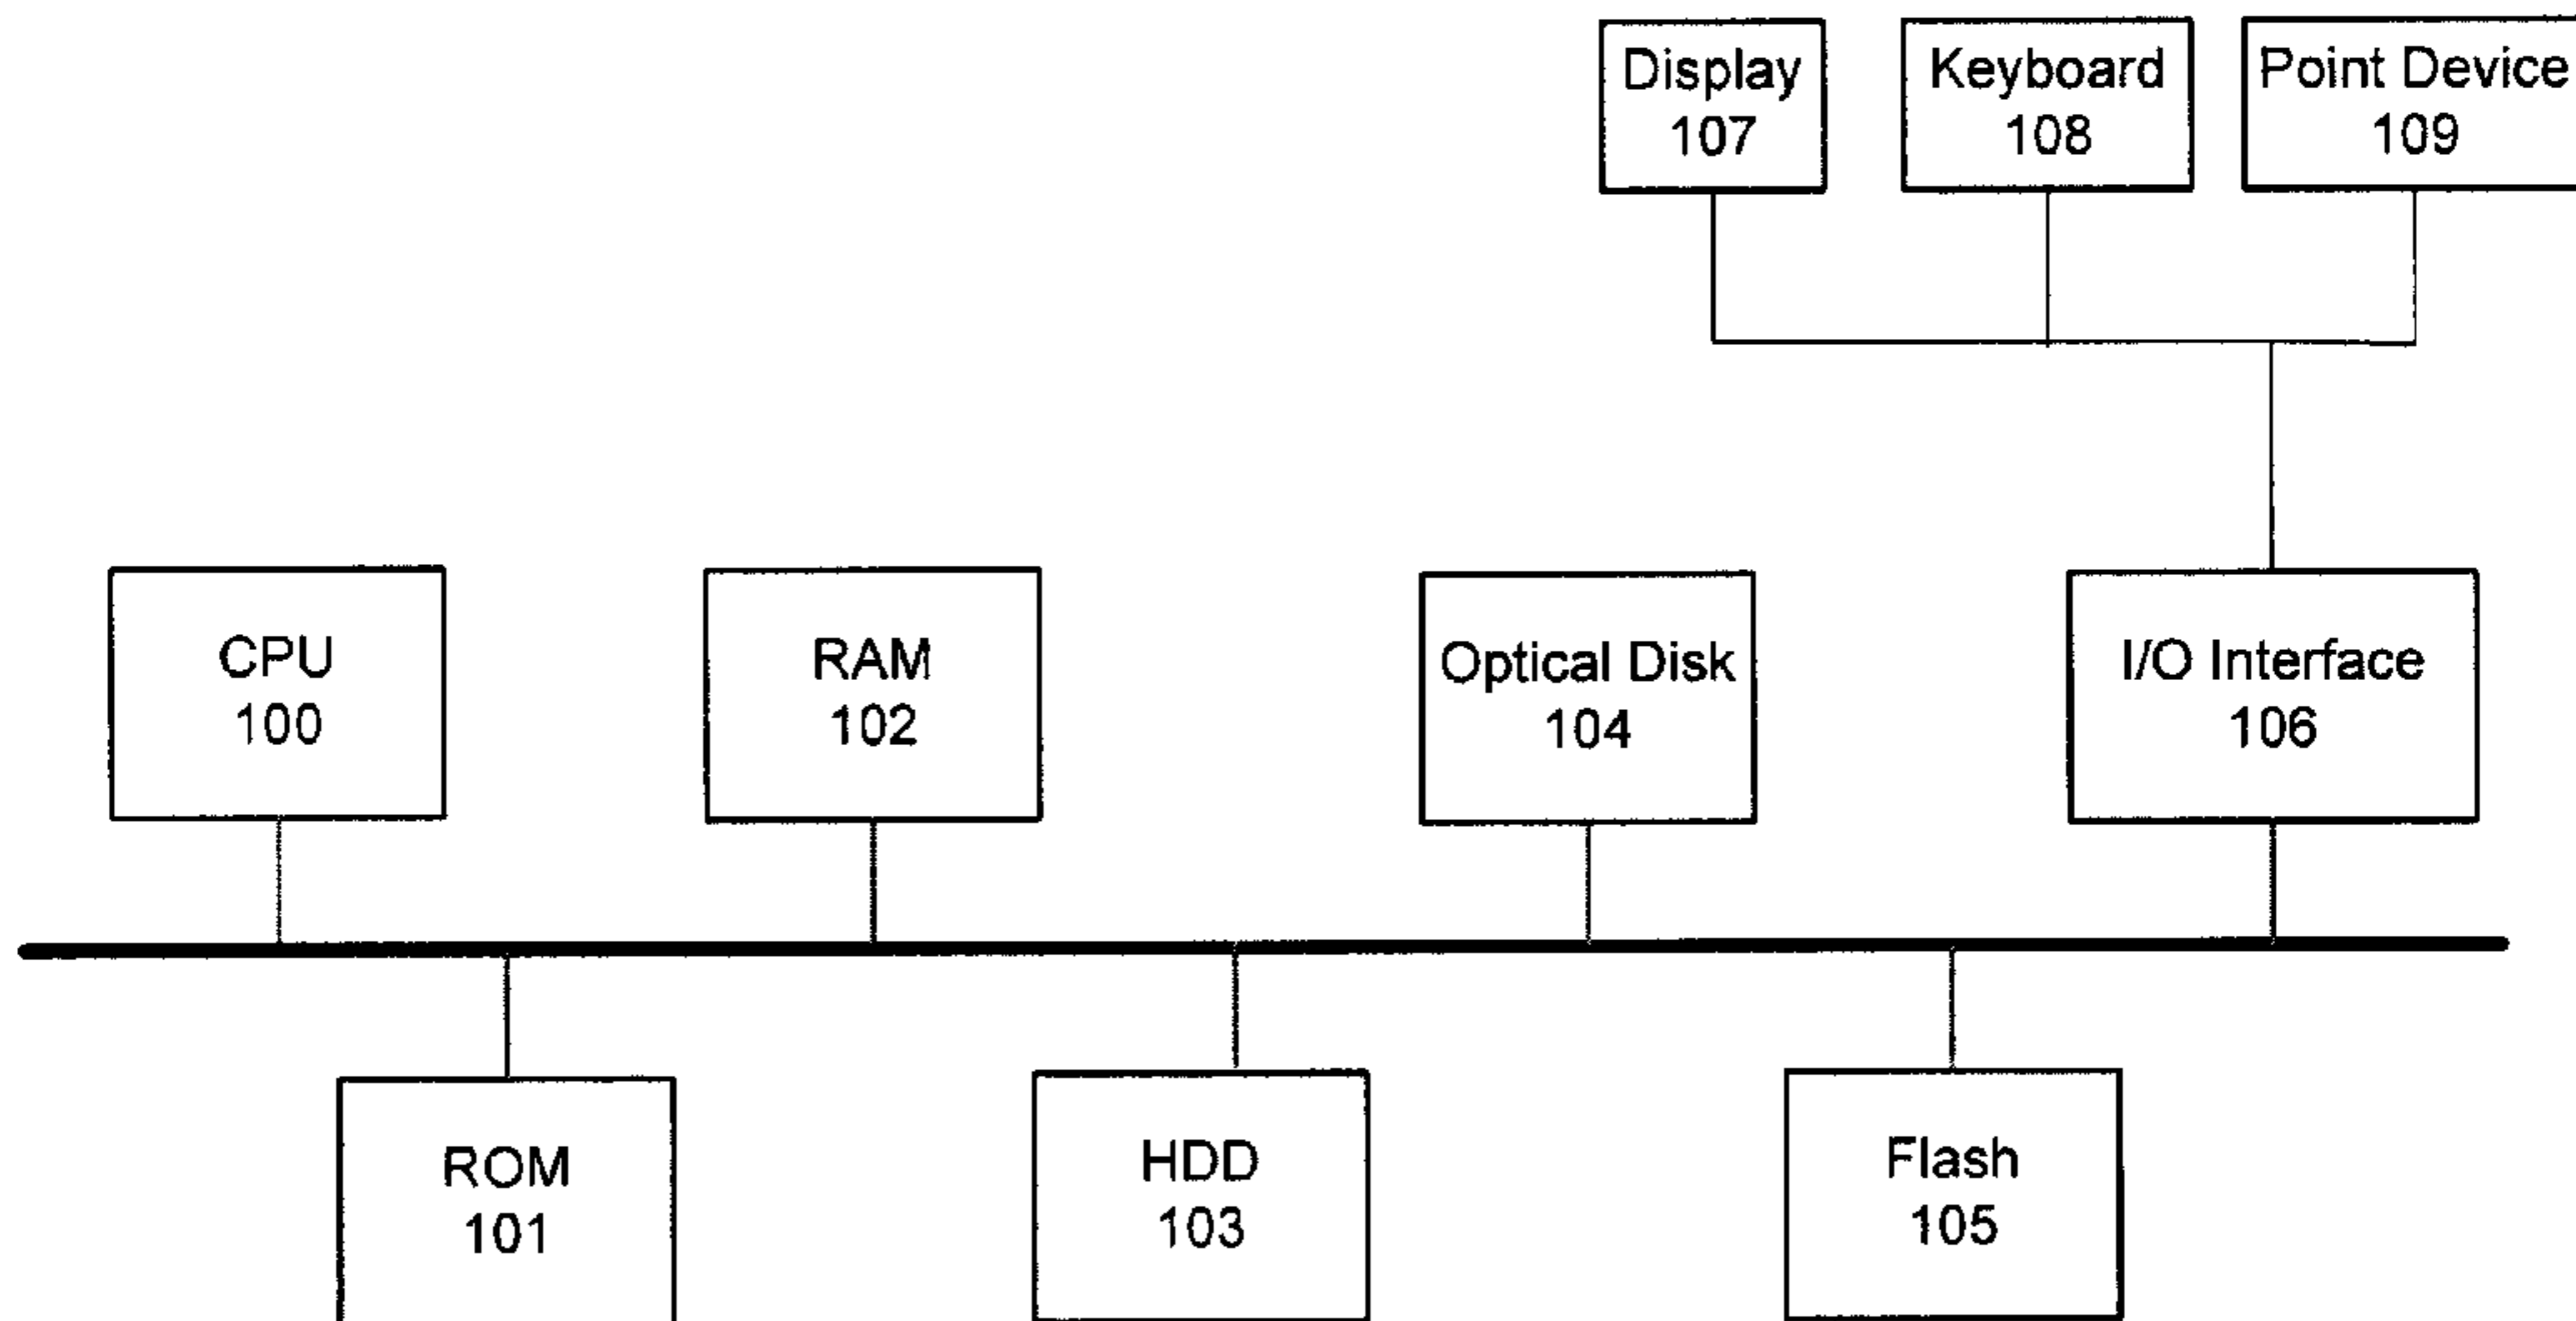 Display
107
Keyboard
108
Point Device
109
CPU
100
RAM
102
Optical Disk
104
I/O Interface
106
ROM
101
HDD
103
Flash
105